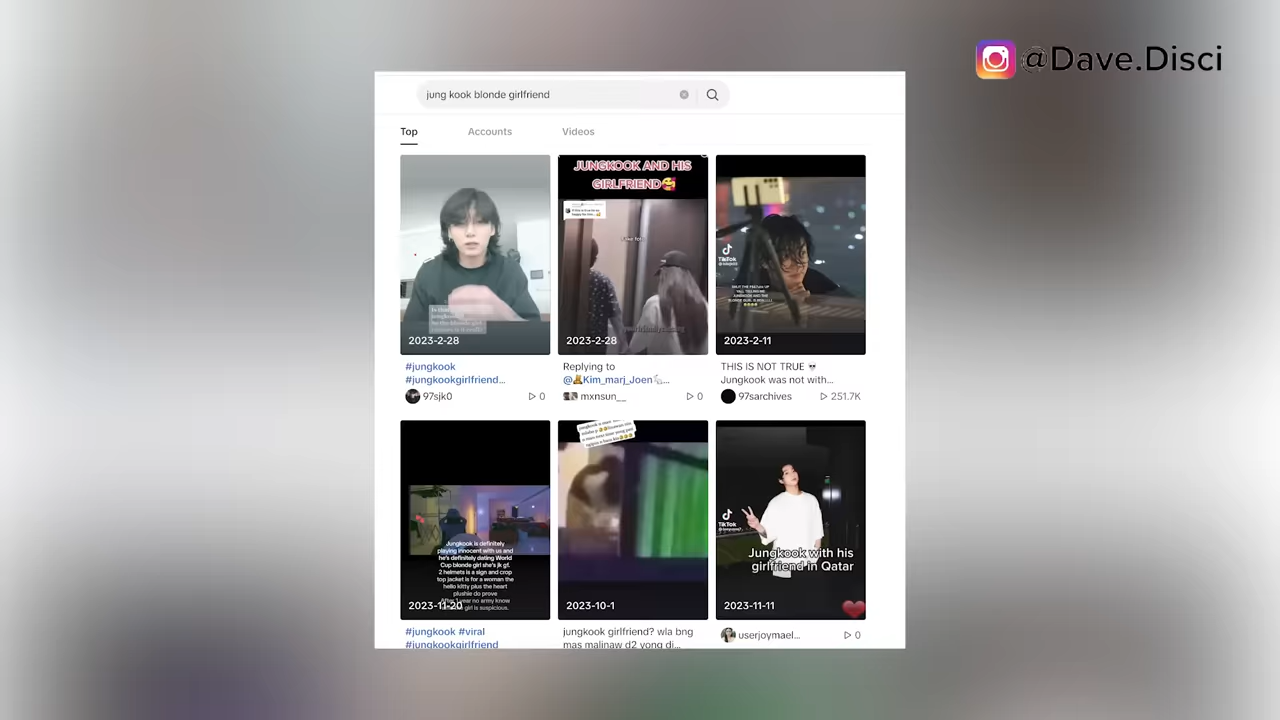 @Dave.Disci
jung kook blonde girlfriend
Top
Accounts
Videos
2023-2-28
JUNGKOOK AND HIS
GIRLFRIEND🥰
2023-2-28
TikTok
2023-2-11
#jungkook
#jungkookgirlfriend...
97sjk0
0
Replying to
@🧸Kim_marj_Joen🐇...
mxnsun__
0
THIS IS NOT TRUE ☠️
Jungkook was not with...
97sarchives
251.7K
Jungkook is definitely
playing innocent with us and
he's definitely dating World
Cup blonde girl she's jk gf.
2 helmets is a sign and crop
top jacket is for a woman the
hello kitty plus the heart
plushie do prove
girl is suspicious.
2023-11-20
2023-10-1
TikTok
Jungkook with his
girlfriend in Qatar
2023-11-11
#jungkook #viral
#jungkookgirlfriend
jungkook girlfriend? wla bng
mas malinaw d2 yong di...
userjoymael...
0